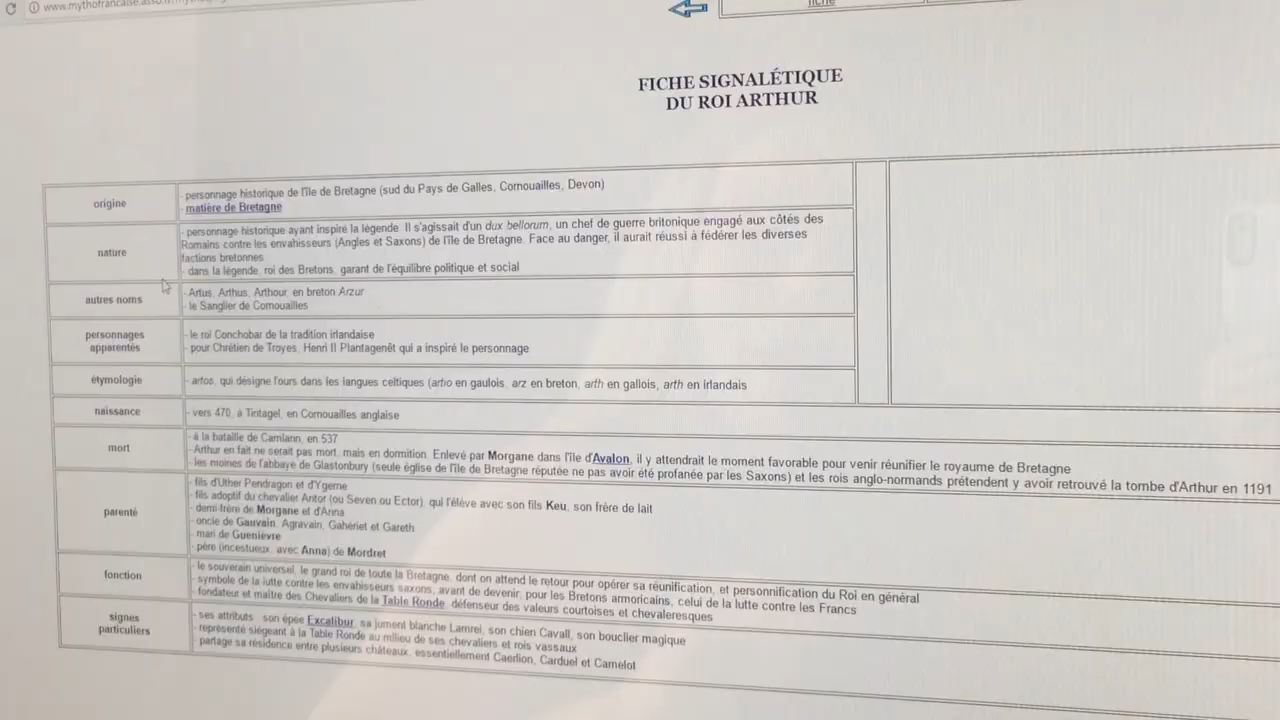 www.mythofrancaise.asso.
fiche
FICHE SIGNALÉTIQUE
DU ROI ARTHUR
origine
- personnage historique de l'île de Bretagne (sud du Pays de Galles, Cornouailles, Devon)
- matière de Bretagne
nature
- personnage historique ayant inspiré la légende. Il s'agissait d'un dux bellorum, un chef de guerre britonique engagé aux côtés des
Romains contre les envahisseurs (Angles et Saxons) de l'île de Bretagne. Face au danger, il aurait réussi à fédérer les diverses
factions bretonnes
- dans la légende, roi des Bretons, garant de l'équilibre politique et social
autres noms
- Artus, Arthus, Arthour, en breton Arzur
- le Sanglier de Cornouailles
personnages
apparentés
- le roi Conchobar de la tradition irlandaise
- pour Chrétien de Troyes, Henri II Plantagenêt qui a inspiré le personnage
étymologie
- artos, qui désigne l'ours dans les langues celtiques (artio en gaulois, arz en breton, arth en gallois, arth en irlandais
naissance
- vers 470, à Tintagel, en Cornouailles anglaise
mort
- à la bataille de Camlann, en 537
- Arthur en fait ne serait pas mort, mais en dormition. Enlevé par Morgane dans l'île d'Avalon, il y attendrait le moment favorable pour venir réunifier le royaume de Bretagne
- les moines de l'abbaye de Glastonbury (seule église de l'île de Bretagne réputée ne pas avoir été profanée par les Saxons) et les rois anglo-normands prétendent y avoir retrouvé la tombe d'Arthur en 1191
parenté
- fils d'Uther Pendragon et d'Ygerne
- fils adoptif du chevalier Antor (ou Seven ou Ector), qui l'élève avec son fils Keu, son frère de lait
- demi-frère de Morgane et d'Anna
- oncle de Gauvain, Agravain, Gaheriet et Gareth
- mari de Guenièvre
- père (incestueux, avec Anna) de Mordret
fonction
- le souverain universel, le grand roi de toute la Bretagne, dont on attend le retour pour opérer sa réunification, et personnification du Roi en général
- symbole de la lutte contre les envahisseurs saxons, avant de devenir, pour les Bretons armoricains, celui de la lutte contre les Francs
- fondateur et maître des Chevaliers de la Table Ronde, défenseur des valeurs courtoises et chevaleresques
signes
particuliers
- ses attributs : son épée Excalibur, sa jument blanche Lamrei, son chien Cavall, son bouclier magique
- représenté siégeant à la Table Ronde au milieu de ses chevaliers et rois vassaux
- partage sa résidence entre plusieurs châteaux, essentiellement Caerlion, Carduel et Camelot